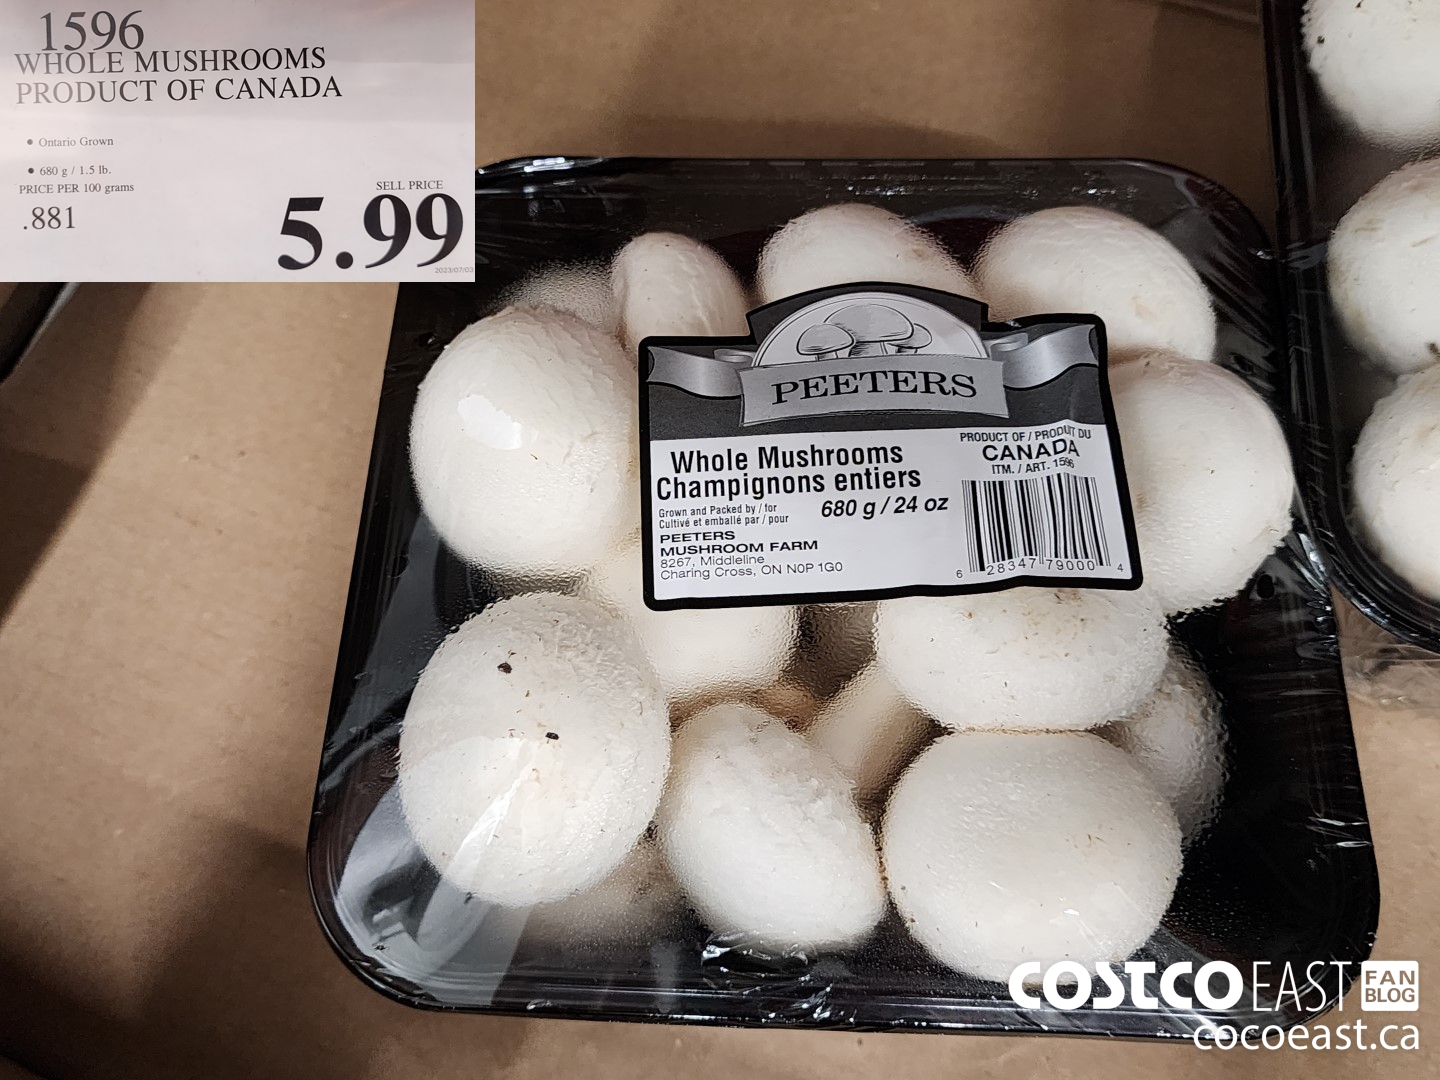 1596
WHOLE MUSHROOMS
PRODUCT OF CANADA
• Ontario Grown
• 680 g / 1.5 lb.
PRICE PER 100 grams
.881
SELL PRICE
5.99
2023/07/03
PEETERS
Whole Mushrooms
Champignons entiers
680 g / 24 oz
Grown and Packed by / for
Cultivé et emballé par / pour
PEETERS
MUSHROOM FARM
8267, Middleline
Charing Cross, ON N0P 1G0
PRODUCT OF / PRODUIT DU
CANADA
ITM. / ART. 1596
6 28347 79000 4
COSTCO EAST FAN
BLOG
cocoeast.ca